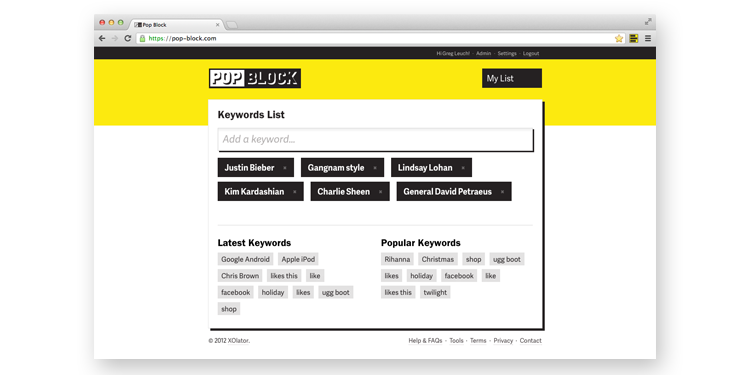 Pop Block
https://pop-block.com
Hi Greg Leuch! · Admin · Settings · Logout
POP BLOCK
My List
Keywords List
Add a keyword...
Justin Bieber × Gangnam style × Lindsay Lohan ×
Kim Kardashian × Charlie Sheen × General David Petraeus ×
Latest Keywords
Google Android Apple iPod
Chris Brown likes this like
facebook holiday likes ugg boot
shop
Popular Keywords
Rihanna Christmas shop ugg boot
likes holiday facebook like
likes this twilight
© 2012 XOlator.
Help & FAQs · Tools · Terms · Privacy · Contact